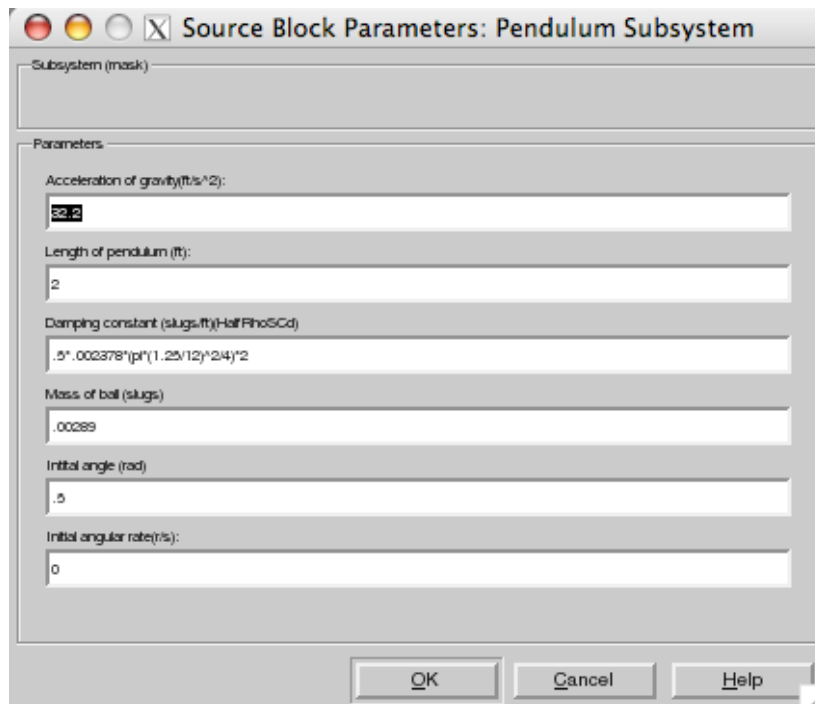 X Source Block Parameters: Pendulum Subsystem
Subsystem (mask)
Parameters
Acceleration of gravity(ft/s^2):
32.2
Length of pendulum (ft):
2
Damping constant (slugs/ft)(HalfRhoSCd)
.5*.002378*(pi*(1.25/12)^2/4)*2
Mass of ball (slugs)
.00289
Intital angle (rad)
.5
Initial angular rate(r/s):
0
OK Cancel Help